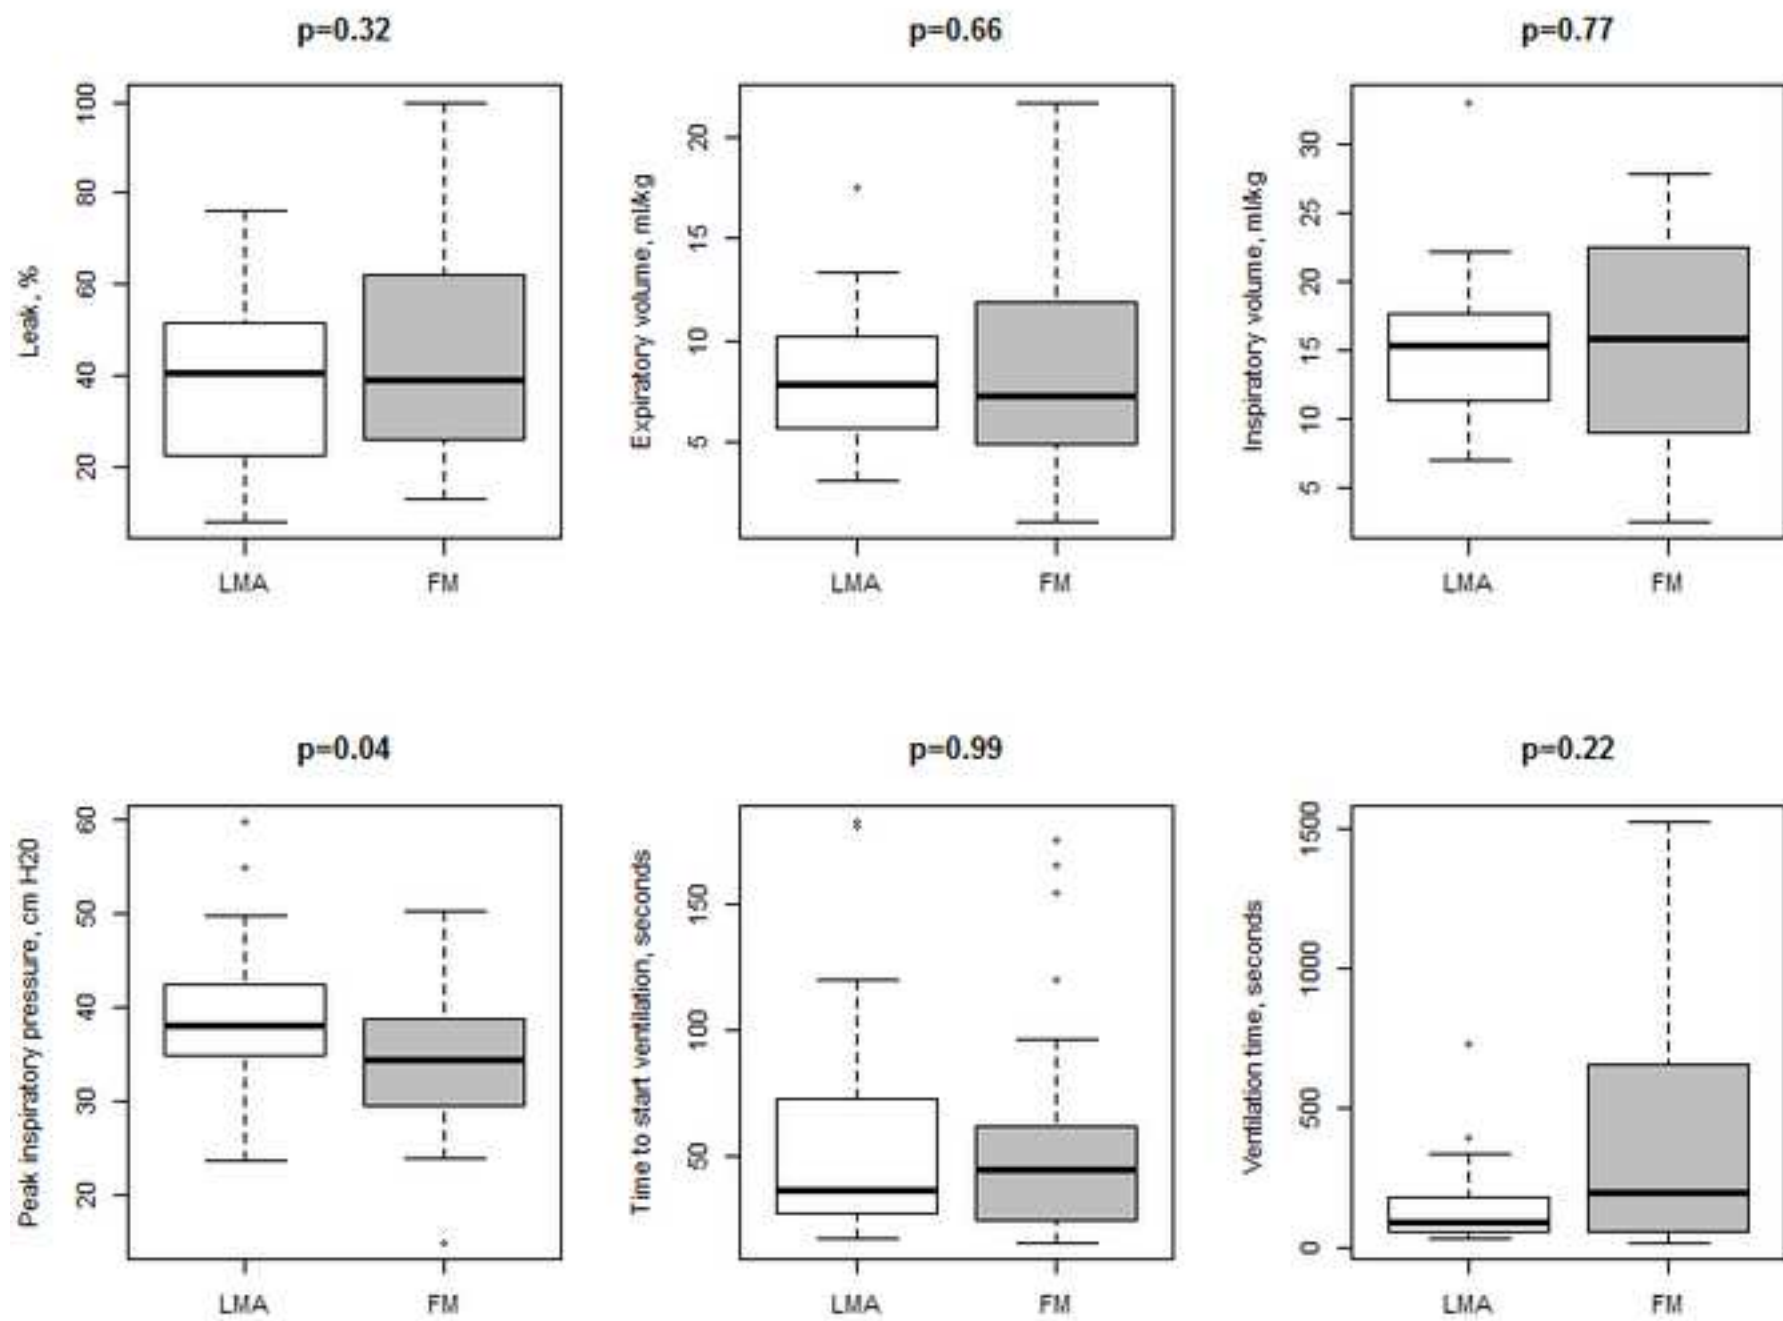 p=0.32
Leak, %
100
80
60
40
20
LMA
FM
p=0.66
Expiratory volume, ml/kg
20
15
10
5
LMA
FM
p=0.77
Inspiratory volume, ml/kg
30
25
20
15
10
5
LMA
FM
p=0.04
Peak inspiratory pressure, cm H20
60
50
40
30
20
LMA
FM
p=0.99
Time to start ventilation, seconds
150
100
50
LMA
FM
p=0.22
Ventilation time, seconds
1500
1000
500
0
LMA
FM